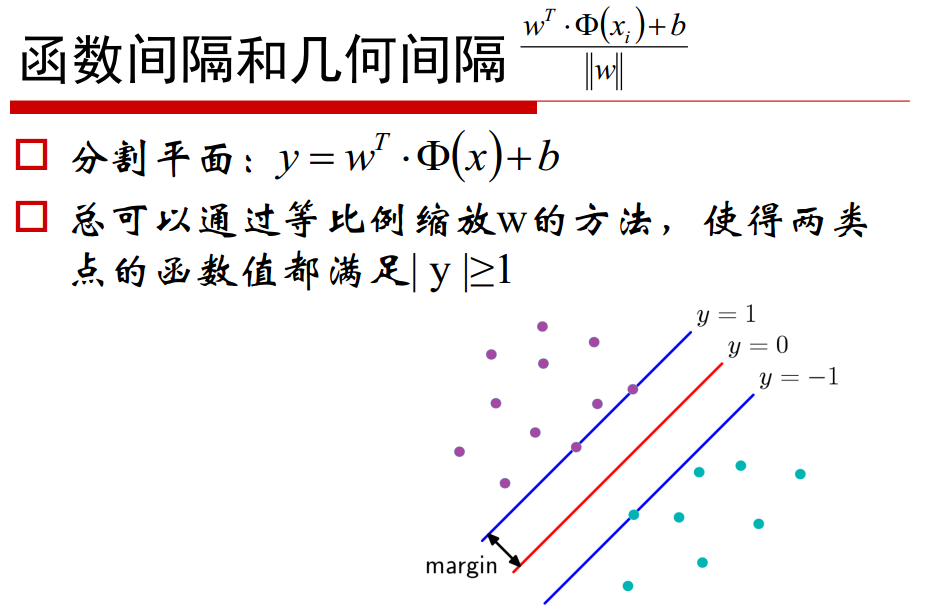 函数间隔和几何间隔 $\frac{w^T \cdot \Phi(x_i)+b}{\|w\|}$
分割平面：$y = w^T \cdot \Phi(x)+b$
总可以通过等比例缩放w的方法，使得两类
点的函数值都满足| y |≥1
y = 1
y = 0
y = −1
margin